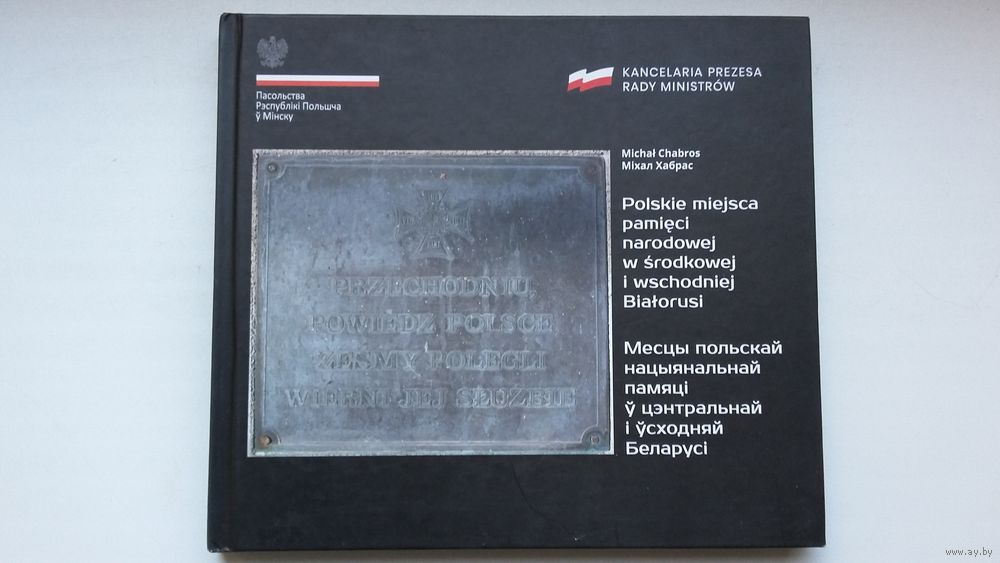 Пасольства
Рэспублікі Польшча
ў Мінску
KANCELARIA PREZESA
RADY MINISTRÓW
Michał Chabros
Міхал Хабрас
Polskie miejsca
pamięci
narodowej
w środkowej
i wschodniej
Białorusi
Месцы польскай
нацыянальнай
памяці
ў цэнтральнай
і ўсходняй
Беларусі
PRZECHODNIU,
POWIEDZ POLSCE
ŻEŚMY POLEGLI
WIERNI JEJ SŁUŻBIE
www.ay.by